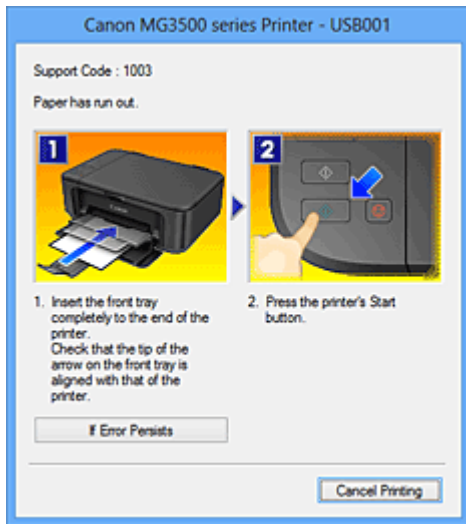 Canon MG3500 series Printer - USB001
Support Code : 1003
Paper has run out.
1
2
1. Insert the front tray
completely to the end of the
printer.
Check that the tip of the
arrow on the front tray is
aligned with that of the
printer.
2. Press the printer's Start
button.
If Error Persists
Cancel Printing